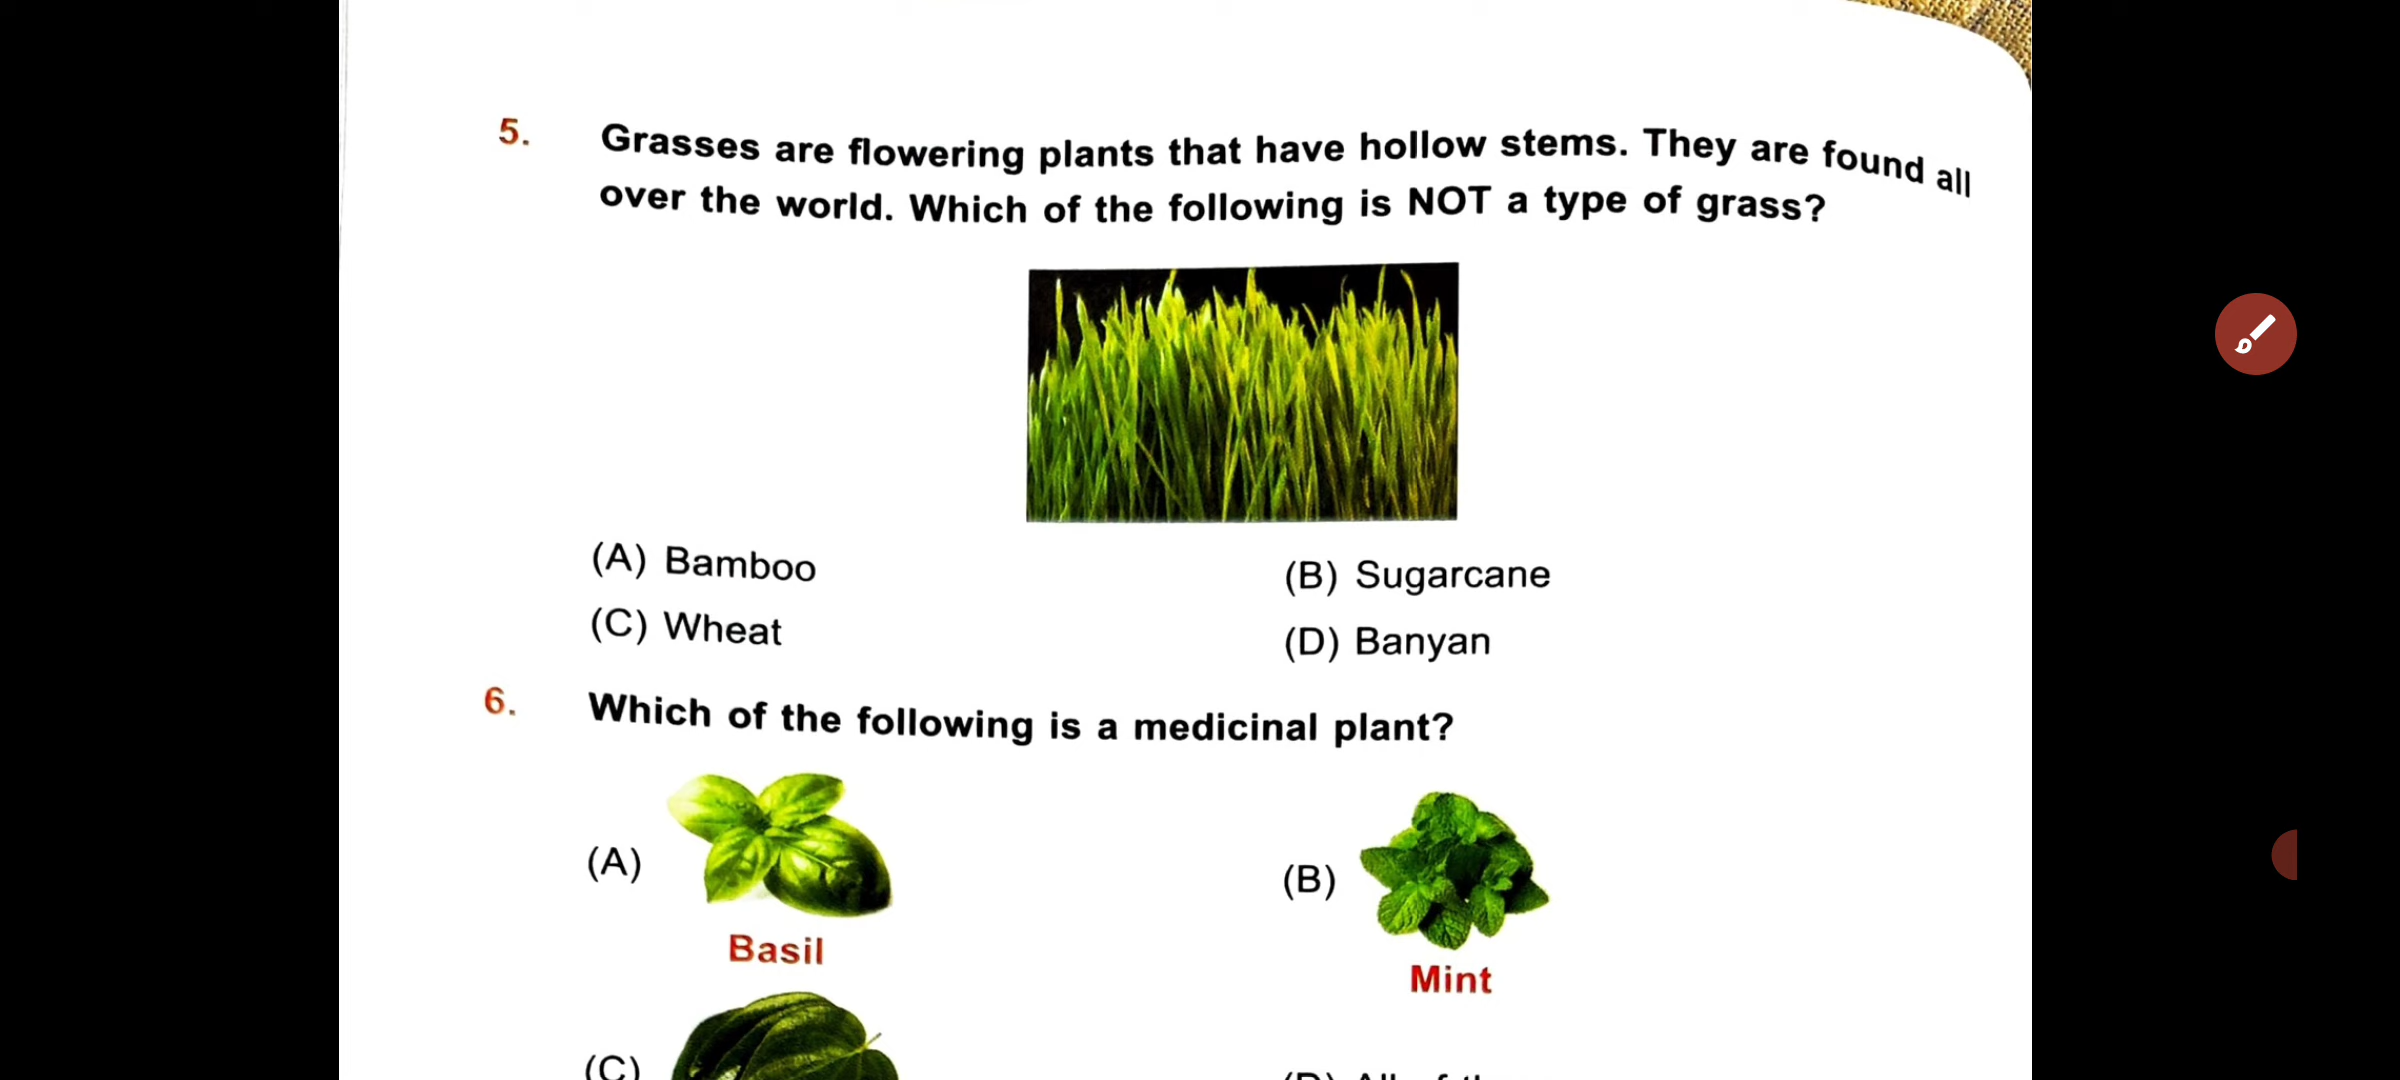 5. Grasses are flowering plants that have hollow stems. They are found all
over the world. Which of the following is NOT a type of grass?
(A) Bamboo
(B) Sugarcane
(C) Wheat
(D) Banyan
6. Which of the following is a medicinal plant?
(A)
(B)
Basil
Mint
(C)
(D) All of